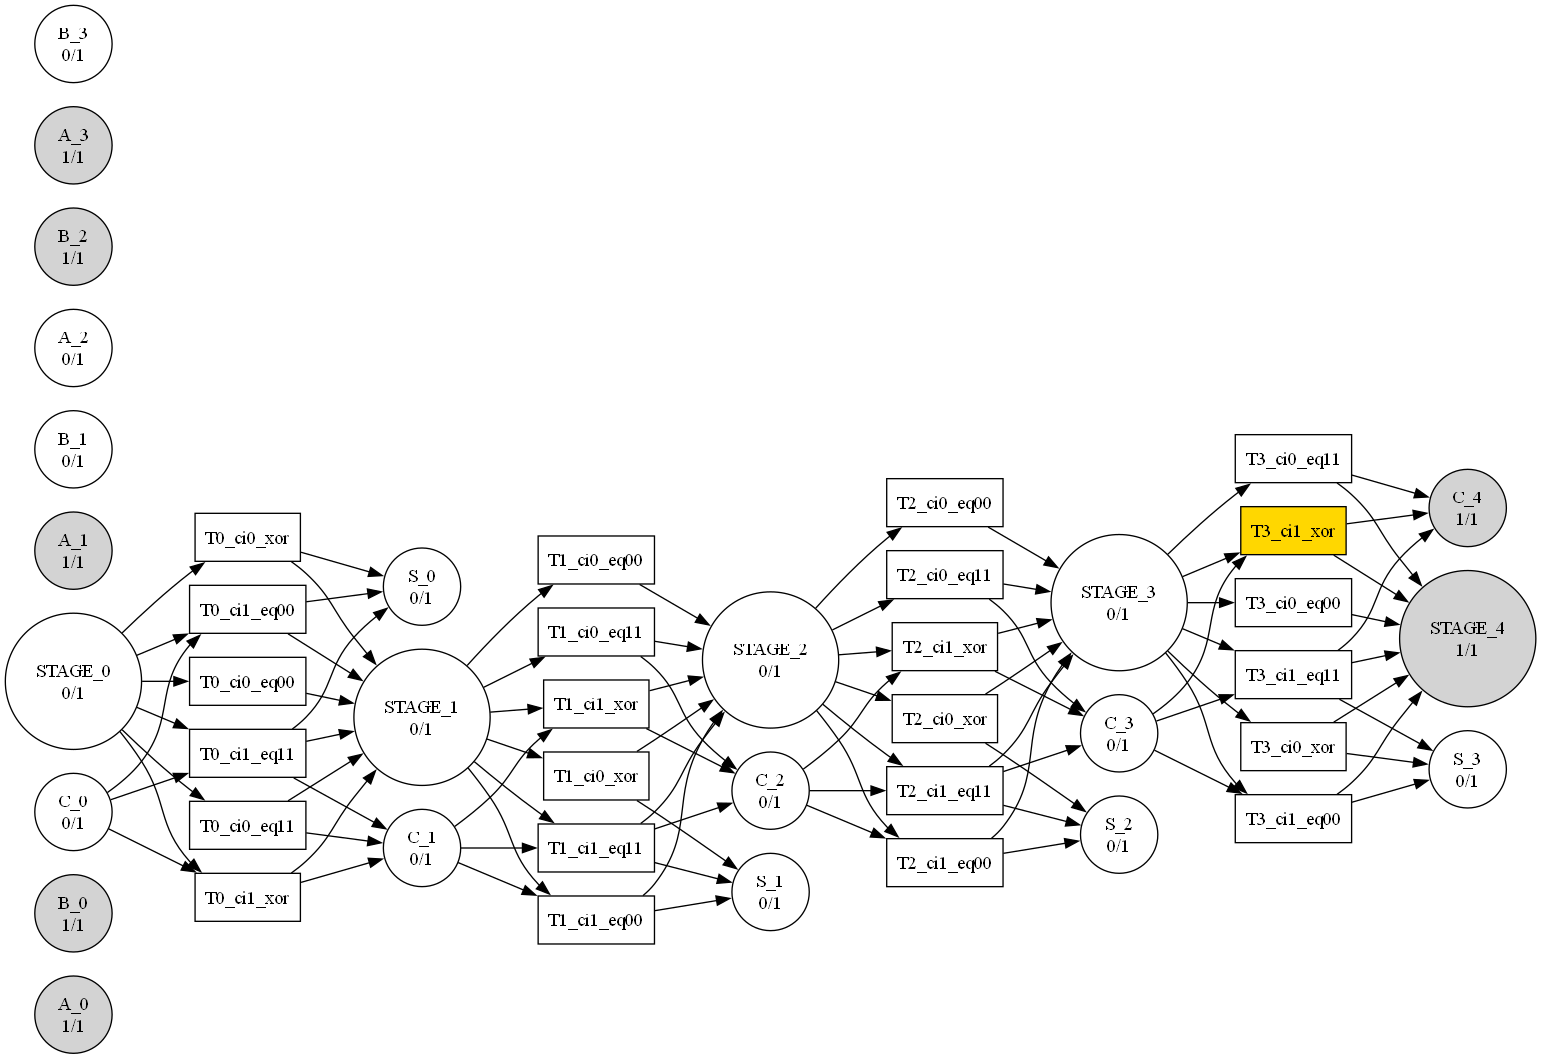 B_3
0/1
A_3
1/1
B_2
1/1
A_2
0/1
B_1
0/1
A_1
1/1
STAGE_0
0/1
C_0
0/1
B_0
1/1
A_0
1/1
T0_ci0_xor
T0_ci1_eq00
T0_ci0_eq00
T0_ci1_eq11
T0_ci0_eq11
T0_ci1_xor
S_0
0/1
STAGE_1
0/1
C_1
0/1
T1_ci0_eq00
T1_ci0_eq11
T1_ci1_xor
T1_ci0_xor
T1_ci1_eq11
T1_ci1_eq00
STAGE_2
0/1
C_2
0/1
S_1
0/1
T2_ci0_eq00
T2_ci0_eq11
T2_ci1_xor
T2_ci0_xor
T2_ci1_eq11
T2_ci1_eq00
STAGE_3
0/1
C_3
0/1
S_2
0/1
T3_ci0_eq11
T3_ci1_xor
T3_ci0_eq00
T3_ci1_eq11
T3_ci0_xor
T3_ci1_eq00
C_4
1/1
STAGE_4
1/1
S_3
0/1